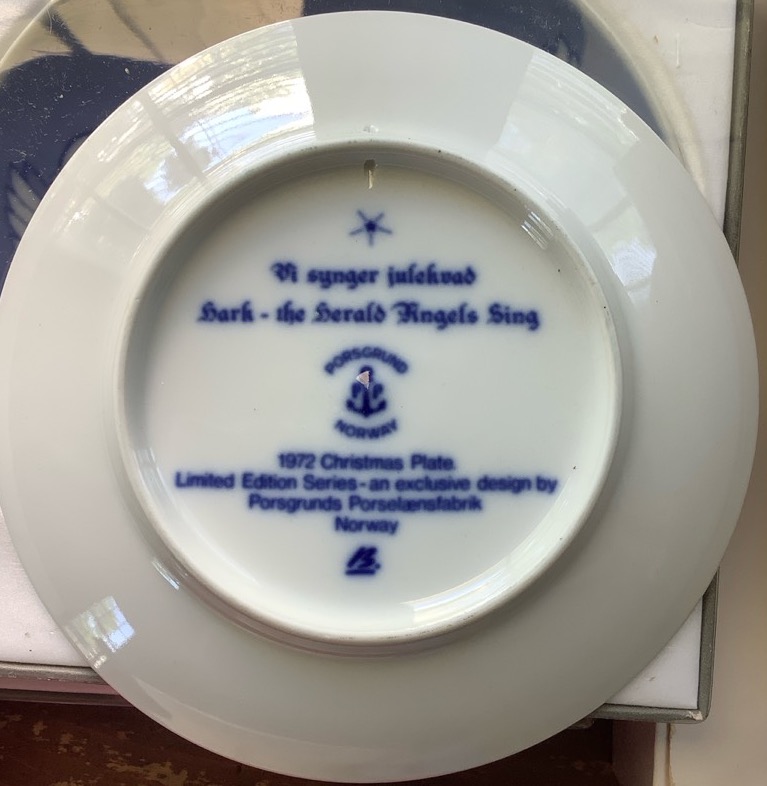 Vi synger julekvad
Hark - the Herald Angels Sing
PORSGRUND
NORWAY
1972 Christmas Plate.
Limited Edition Series - an exclusive design by
Porsgrunds Porselænsfabrik
Norway